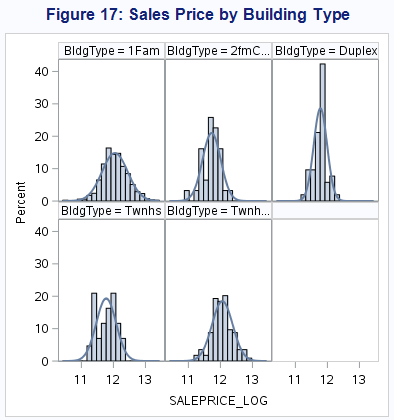 Figure 17: Sales Price by Building Type
BldgType = 1Fam
BldgType = 2fmC...
BldgType = Duplex
40
30
20
10
0
Percent
BldgType = Twnhs
BldgType = Twnh...
40
30
20
10
0
11 12 13
11 12 13
11 12 13
SALEPRICE_LOG